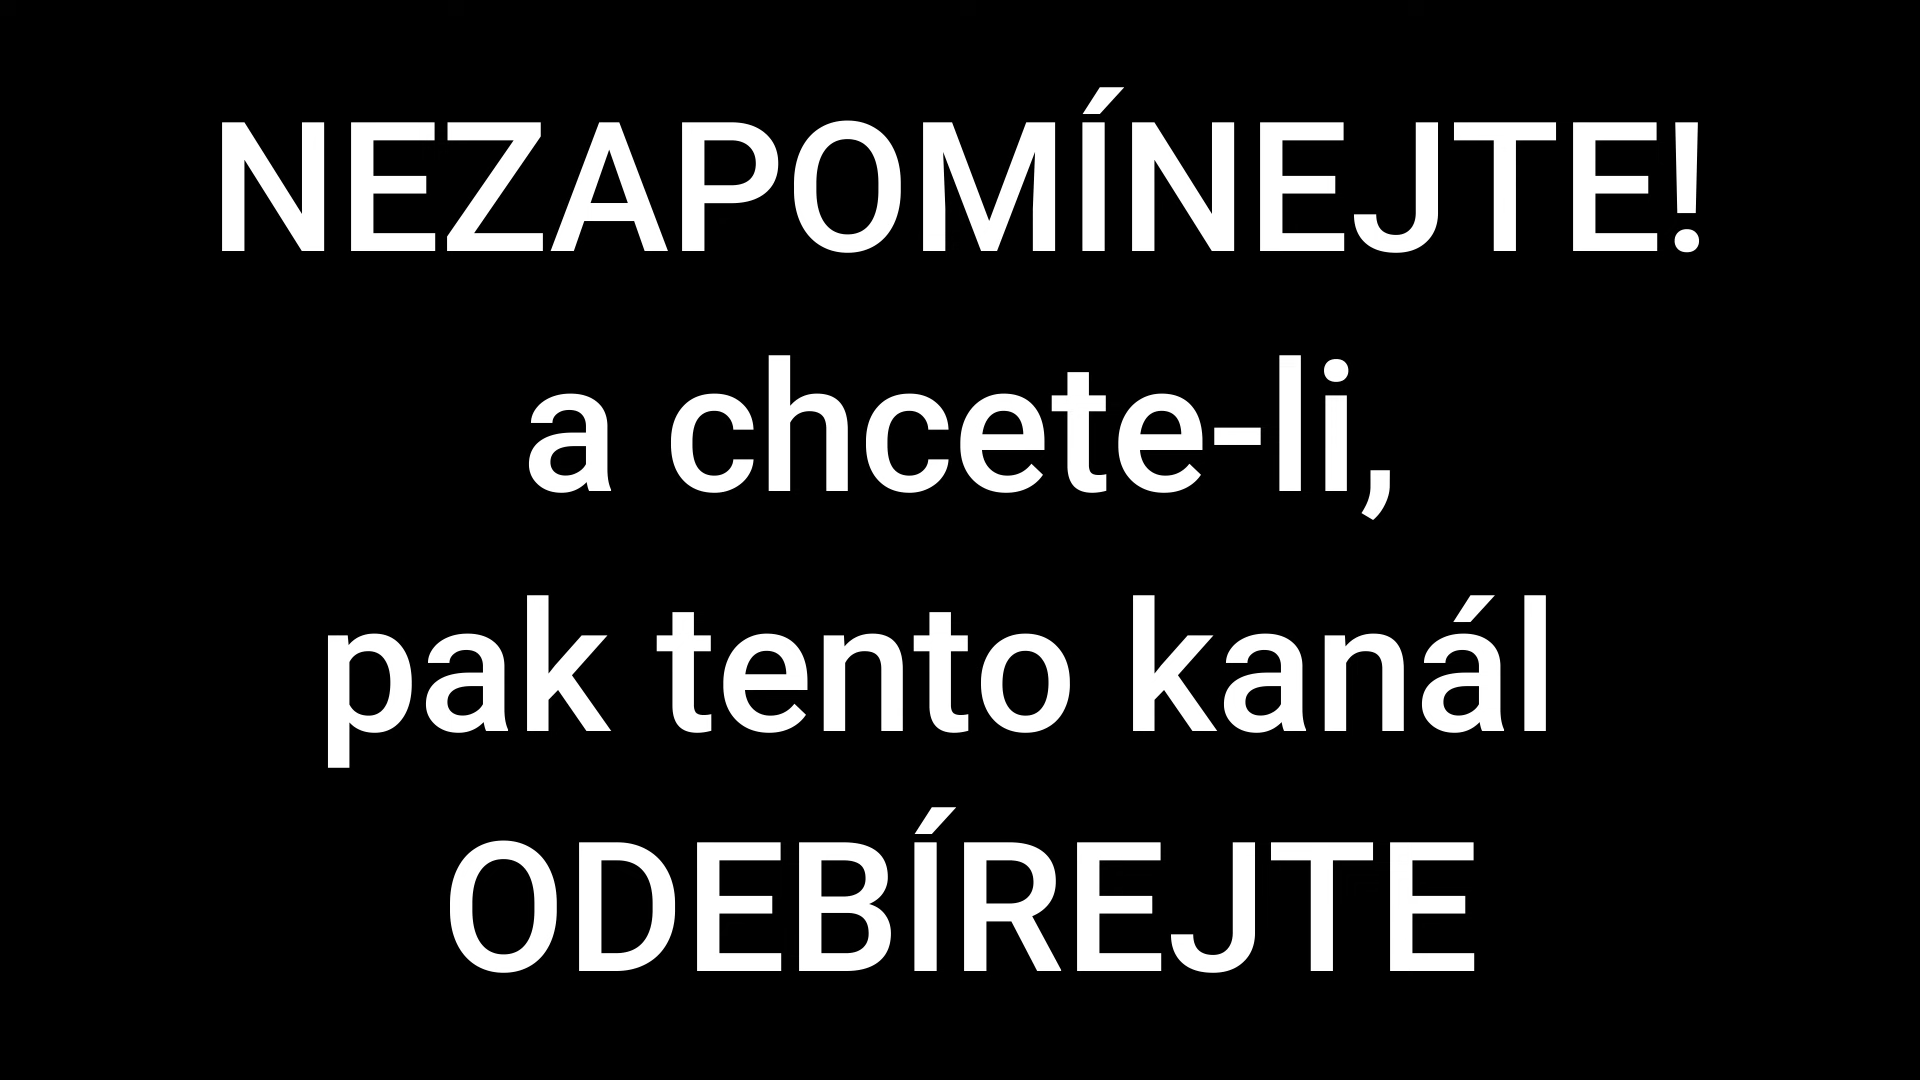 NEZAPOMÍNEJTE!
a chcete-li,
pak tento kanál
ODEBÍREJTE